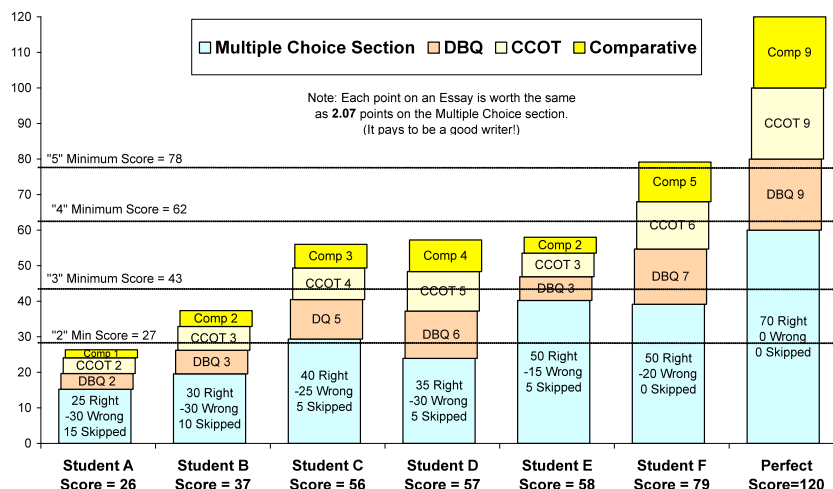 120
110
100
90
80
70
60
50
40
30
20
10
0
Multiple Choice Section DBQ CCOT Comparative
Note: Each point on an Essay is worth the same
as 2.07 points on the Multiple Choice section.
(It pays to be a good writer!)
"5" Minimum Score = 78
"4" Minimum Score = 62
"3" Minimum Score = 43
"2" Min Score = 27
Comp 1
CCOT 2
DBQ 2
25 Right
-30 Wrong
15 Skipped
Comp 2
CCOT 3
DBQ 3
30 Right
-30 Wrong
10 Skipped
Comp 3
CCOT 4
DQ 5
40 Right
-25 Wrong
5 Skipped
Comp 4
CCOT 5
DBQ 6
35 Right
-30 Wrong
5 Skipped
Comp 2
CCOT 3
DBQ 3
50 Right
-15 Wrong
5 Skipped
Comp 5
CCOT 6
DBQ 7
50 Right
-20 Wrong
0 Skipped
Comp 9
CCOT 9
DBQ 9
70 Right
0 Wrong
0 Skipped
Student A
Score = 26
Student B
Score = 37
Student C
Score = 56
Student D
Score = 57
Student E
Score = 58
Student F
Score = 79
Perfect
Score=120